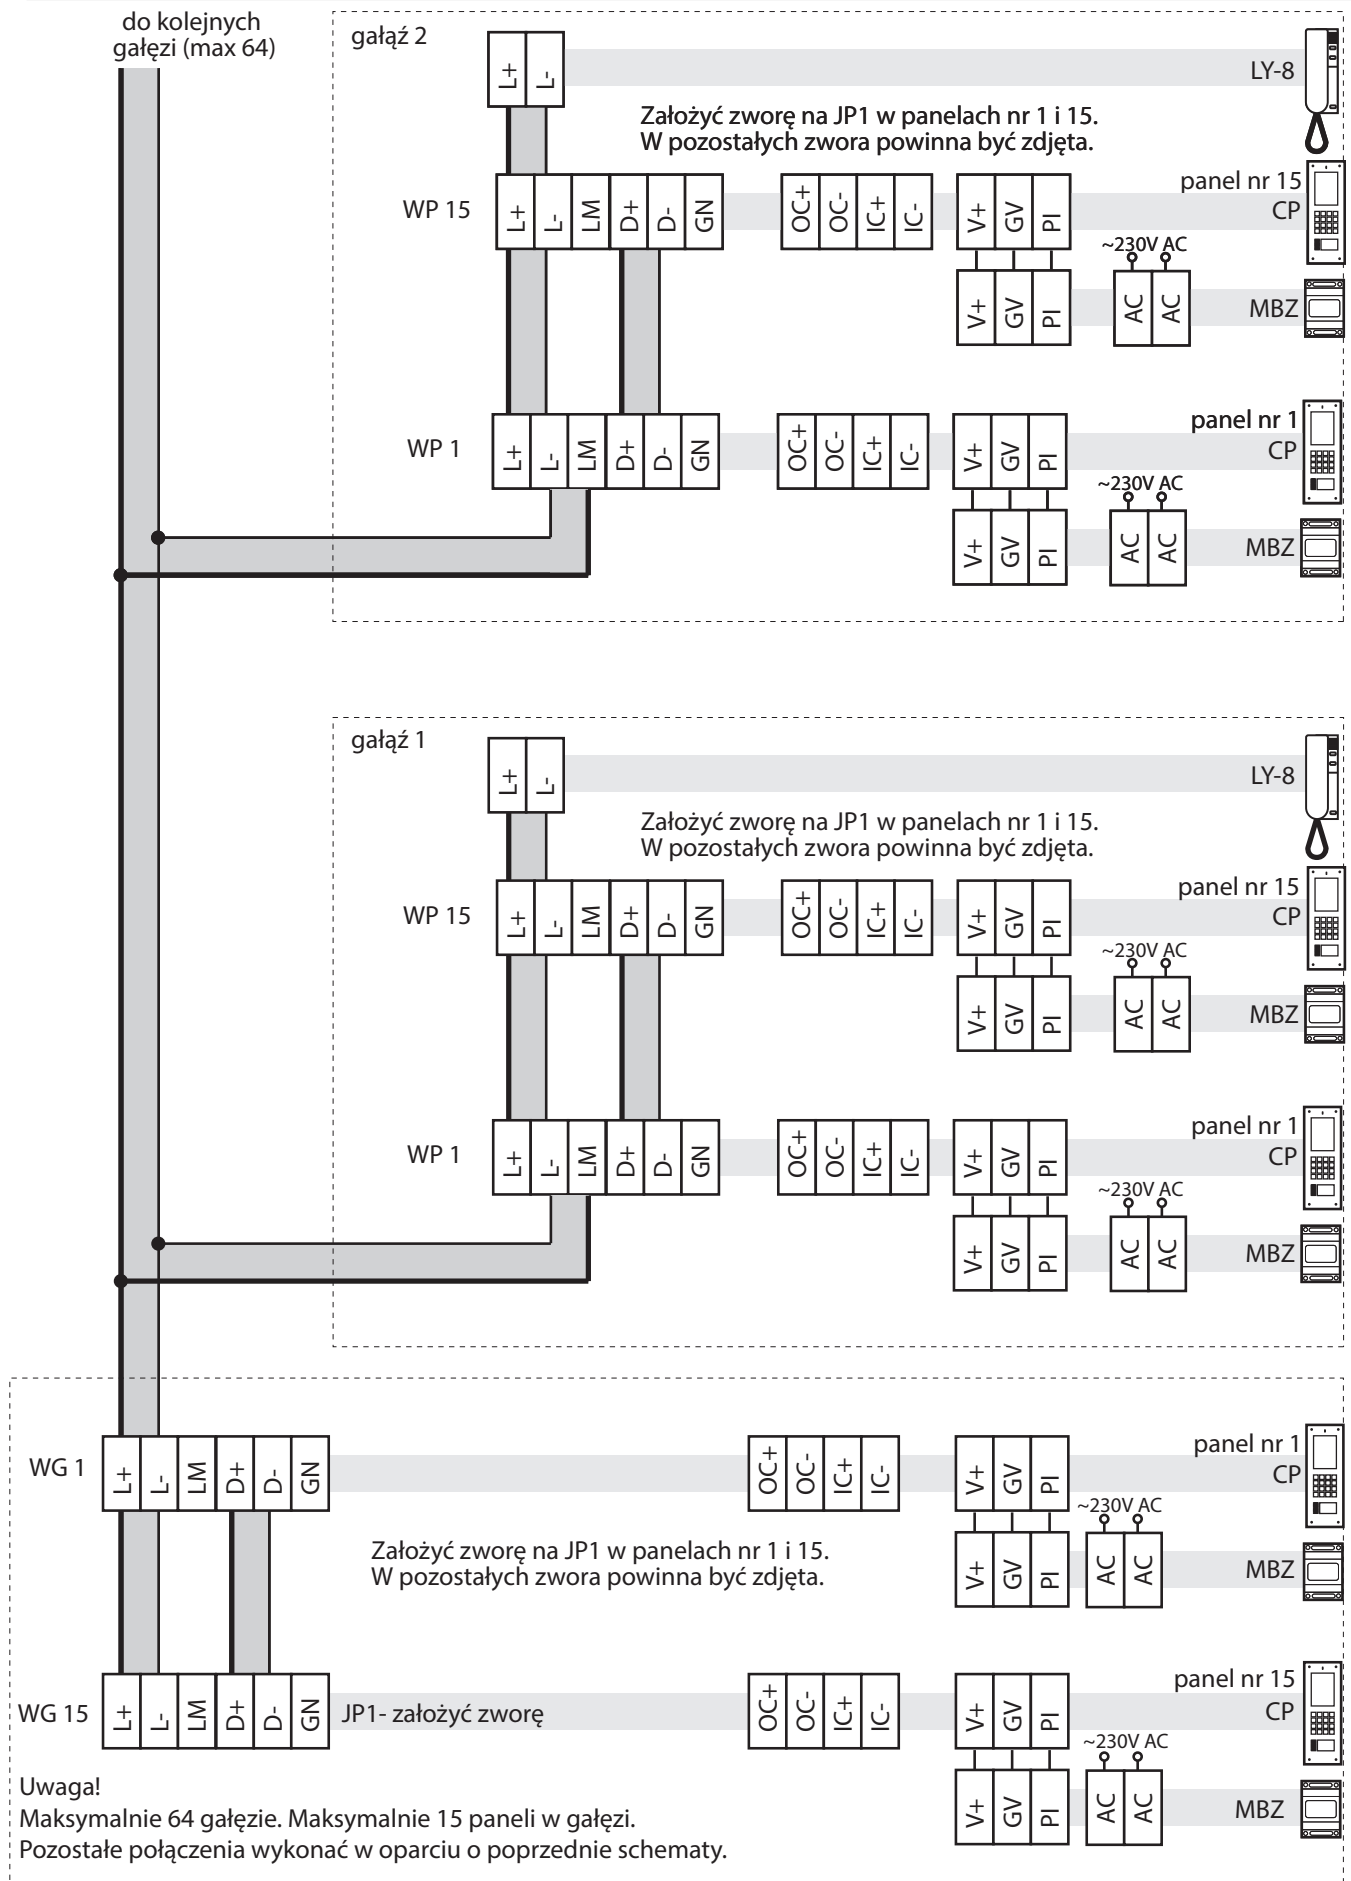 do kolejnych
gałęzi (max 64)
gałąź 2
L+ L-
LY-8
Założyć zworę na JP1 w panelach nr 1 i 15.
W pozostałych zwora powinna być zdjęta.
WP 15
L+ L- LM D+ D- GN
OC+ OC- IC+ IC-
V+ GV PI
panel nr 15
CP
~230V AC
V+ GV PI
AC AC
MBZ
WP 1
L+ L- LM D+ D- GN
OC+ OC- IC+ IC-
V+ GV PI
panel nr 1
CP
~230V AC
V+ GV PI
AC AC
MBZ
gałąź 1
L+ L-
LY-8
Założyć zworę na JP1 w panelach nr 1 i 15.
W pozostałych zwora powinna być zdjęta.
WP 15
L+ L- LM D+ D- GN
OC+ OC- IC+ IC-
V+ GV PI
panel nr 15
CP
~230V AC
V+ GV PI
AC AC
MBZ
WP 1
L+ L- LM D+ D- GN
OC+ OC- IC+ IC-
V+ GV PI
panel nr 1
CP
~230V AC
V+ GV PI
AC AC
MBZ
WG 1
L+ L- LM D+ D- GN
OC+ OC- IC+ IC-
V+ GV PI
panel nr 1
CP
~230V AC
Założyć zworę na JP1 w panelach nr 1 i 15.
W pozostałych zwora powinna być zdjęta.
V+ GV PI
AC AC
MBZ
WG 15
L+ L- LM D+ D- GN
JP1- założyć zworę
OC+ OC- IC+ IC-
V+ GV PI
panel nr 15
CP
~230V AC
V+ GV PI
AC AC
MBZ
Uwaga!
Maksymalnie 64 gałęzie. Maksymalnie 15 paneli w gałęzi.
Pozostałe połączenia wykonać w oparciu o poprzednie schematy.